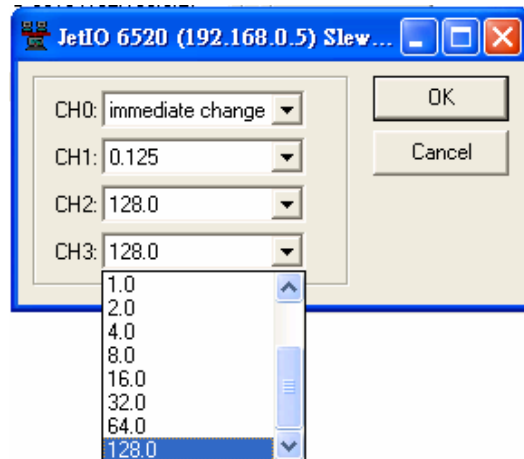 JetIO 6520 (192.168.0.5) Slew...
CH0: immediate change
OK
CH1: 0.125
Cancel
CH2: 128.0
CH3: 128.0
1.0
2.0
4.0
8.0
16.0
32.0
64.0
128.0